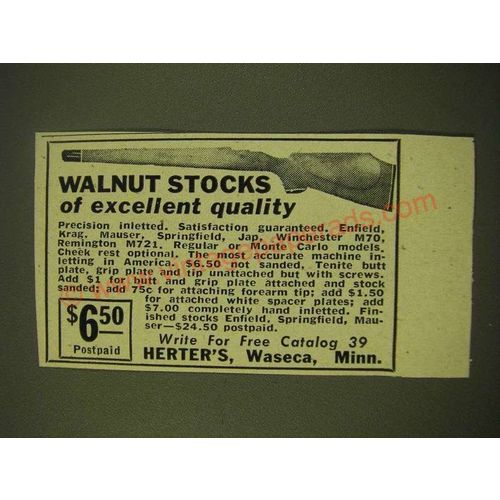 WALNUT STOCKS
of excellent quality
Precision inletted. Satisfaction guaranteed. Enfield,
Krag, Mauser, Springfield, Jap, Winchester M70,
Remington M721. Regular or Monte Carlo models.
Cheek rest optional. The most accurate machine in-
letting in America. $6.50 not sanded, Tenite butt
plate, grip plate and tip unattached but with screws.
Add $1 for butt and grip plate attached and stock
sanded; add 75c for attaching forearm tip; add $1.50
for attached white spacer plates; add
$7.00 completely hand inletted. Fin-
ished stocks Enfield, Springfield, Mau-
ser—$24.50 postpaid.
$6.50
Postpaid
Write For Free Catalog 39
HERTER'S, Waseca, Minn.